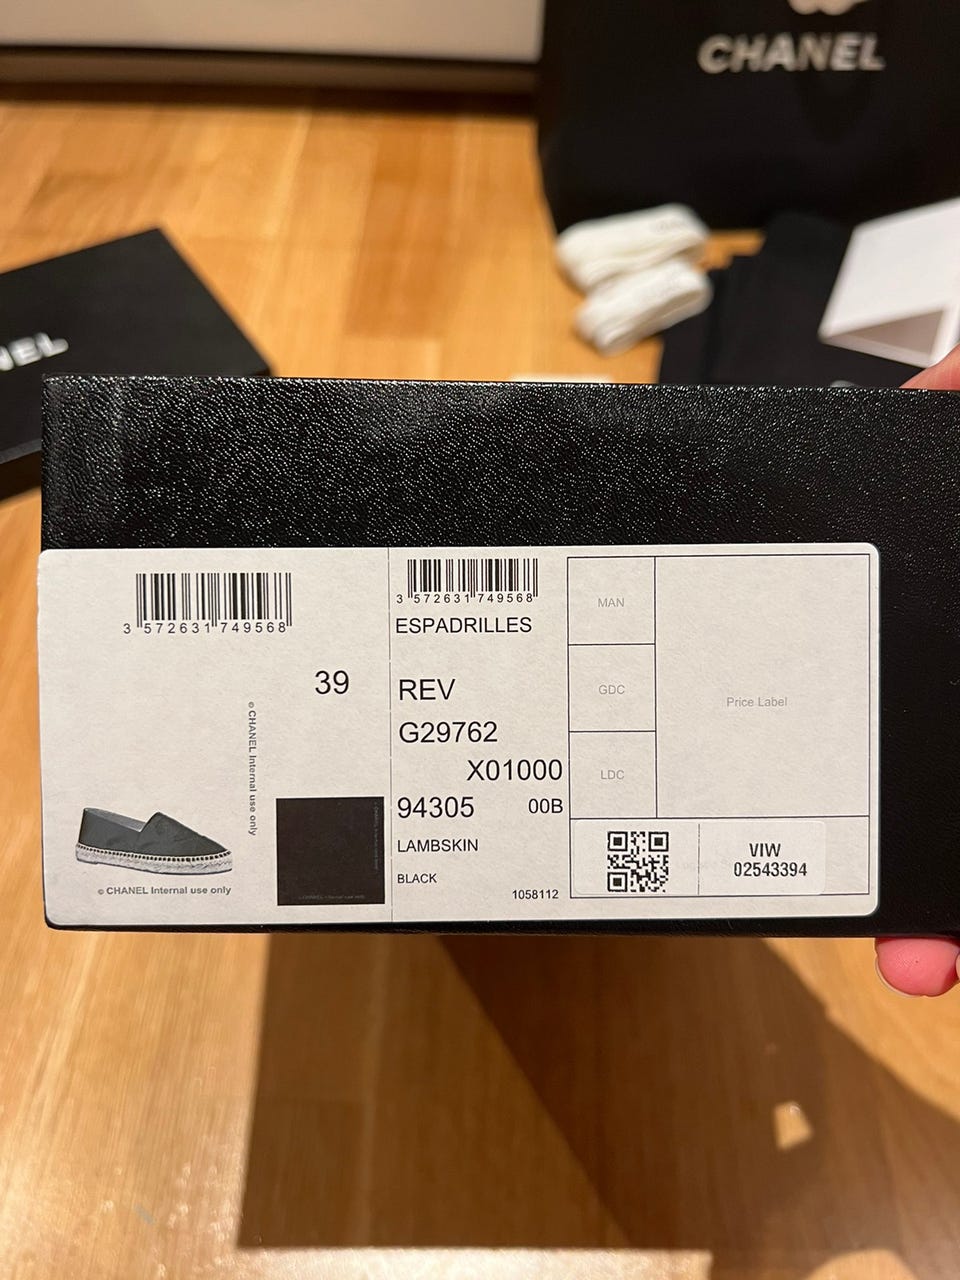 CHANEL
NEL
3 572631 749568
39
© CHANEL Internal use only
© CHANEL Internal use only
3 572631 749568
ESPADRILLES
REV
G29762
X01000
94305 00B
LAMBSKIN
BLACK
1058112
MAN
GDC
LDC
Price Label
VIW
02543394